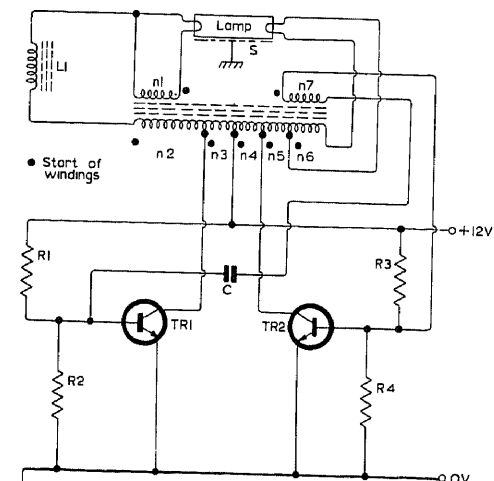 Lamp
S
L1
n1
n7
n2
n3
n4
n5
n6
Start of
windings
+12V
R1
C
R3
TR1
TR2
R2
R4
0V